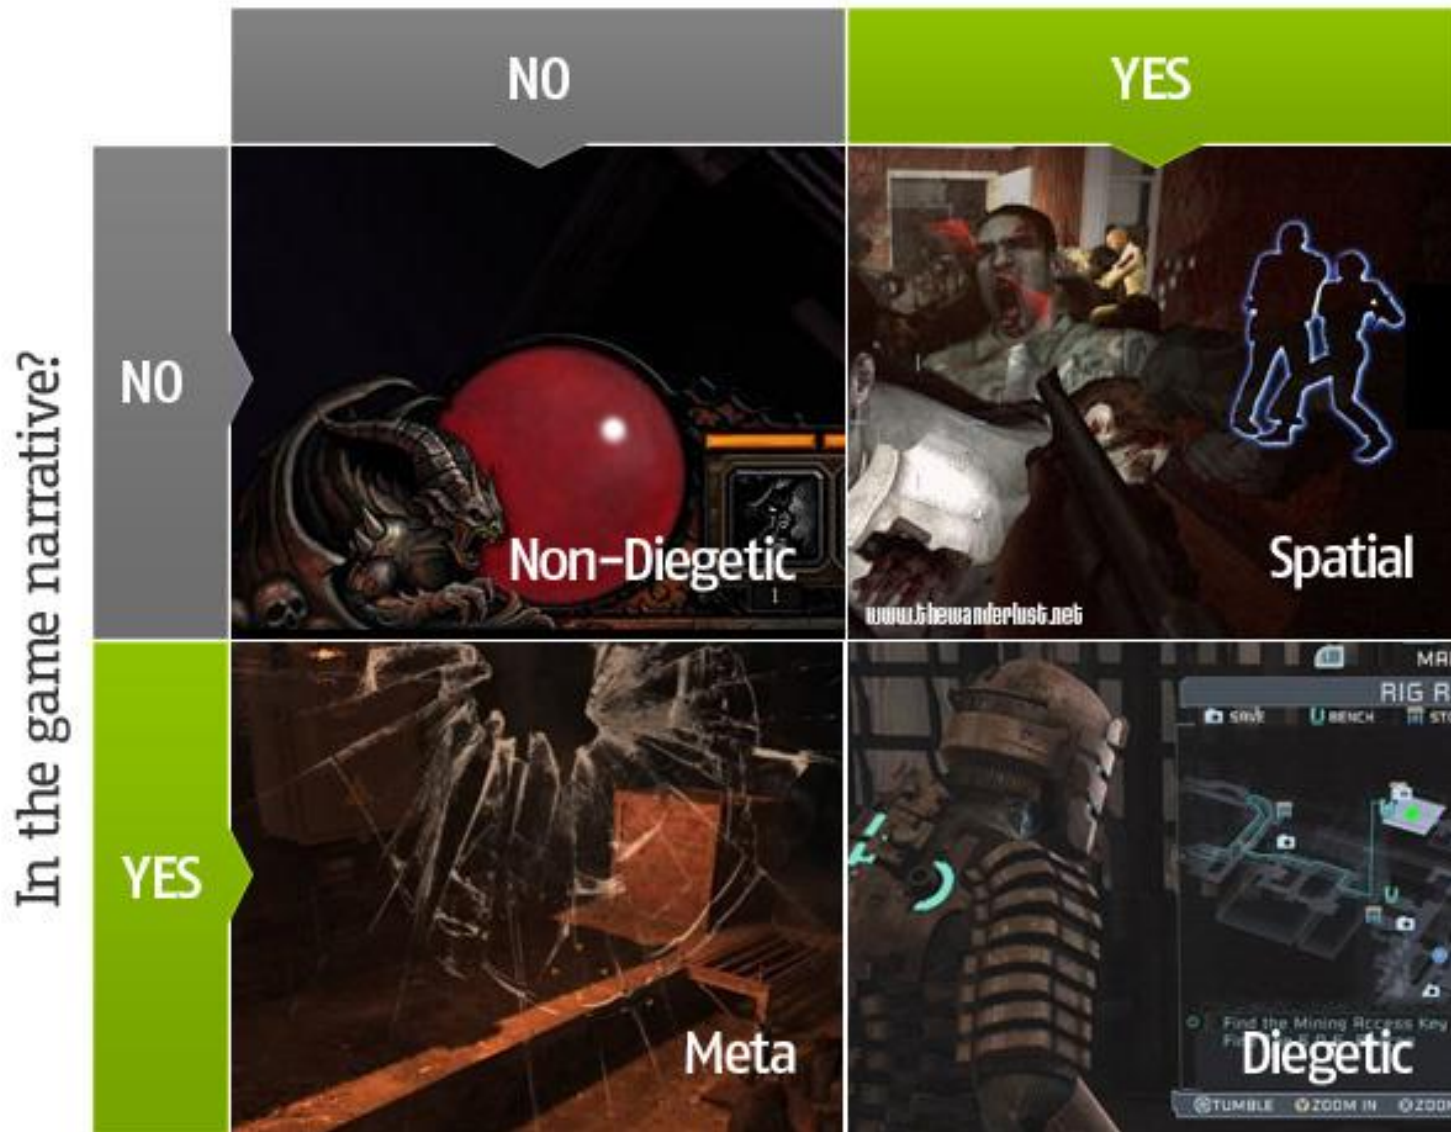 NO
YES
In the game narrative?
NO
Non-Diegetic
1
Spatial
www.thewanderlust.net
YES
Meta
RIG
SAVE
BENCH
Find the Mining Access Key
Diegetic
TUMBLE
ZOOM IN